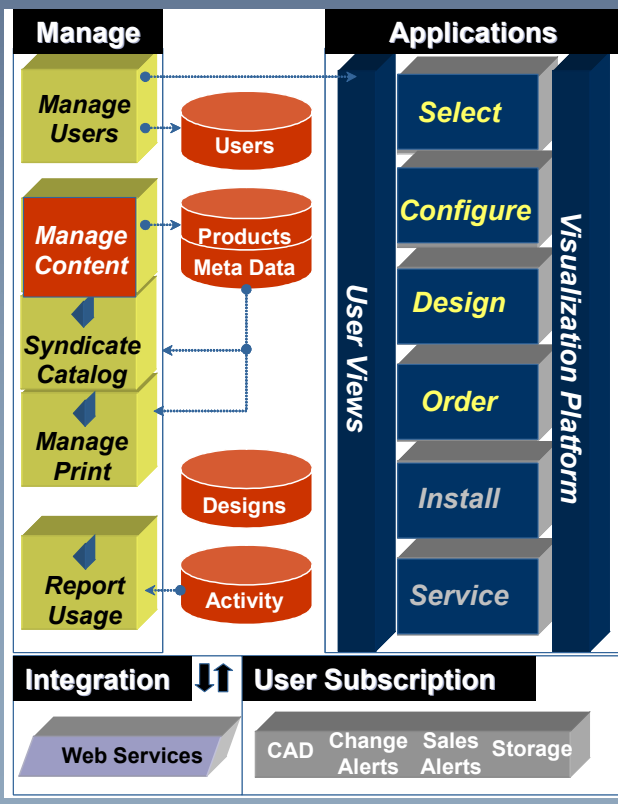 Manage
Applications
Manage
Users
Users
Manage
Content
Products
Meta Data
Syndicate
Catalog
Manage
Print
Designs
Report
Usage
Activity
User Views
Select
Configure
Design
Order
Install
Service
Visualization Platform
Integration
User Subscription
Web Services
CAD
Change
Alerts
Sales
Alerts
Storage